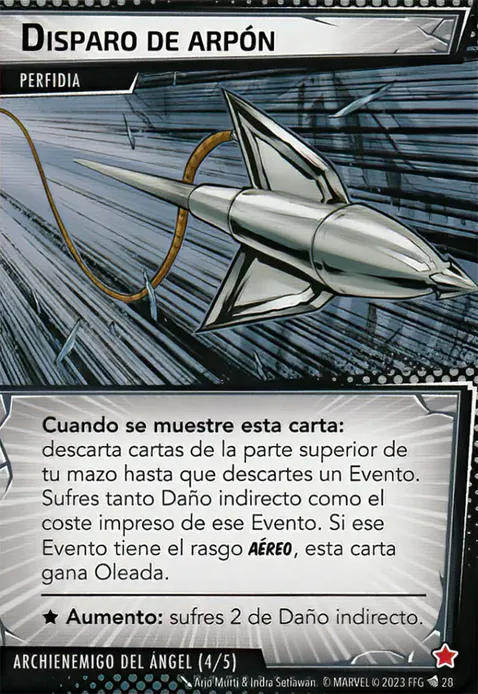 DISPARO DE ARPÓN
PERFIDIA
Cuando se muestre esta carta:
descarta cartas de la parte superior de
tu mazo hasta que descartes un Evento.
Sufres tanto Daño indirecto como el
coste impreso de ese Evento. Si ese
Evento tiene el rasgo AÉREO, esta carta
gana Oleada.
★ Aumento: sufres 2 de Daño indirecto.
ARCHIENEMIGO DEL ÁNGEL (4/5)
Arjo Murti & Indra Setiawan. © MARVEL © 2023 FFG 28